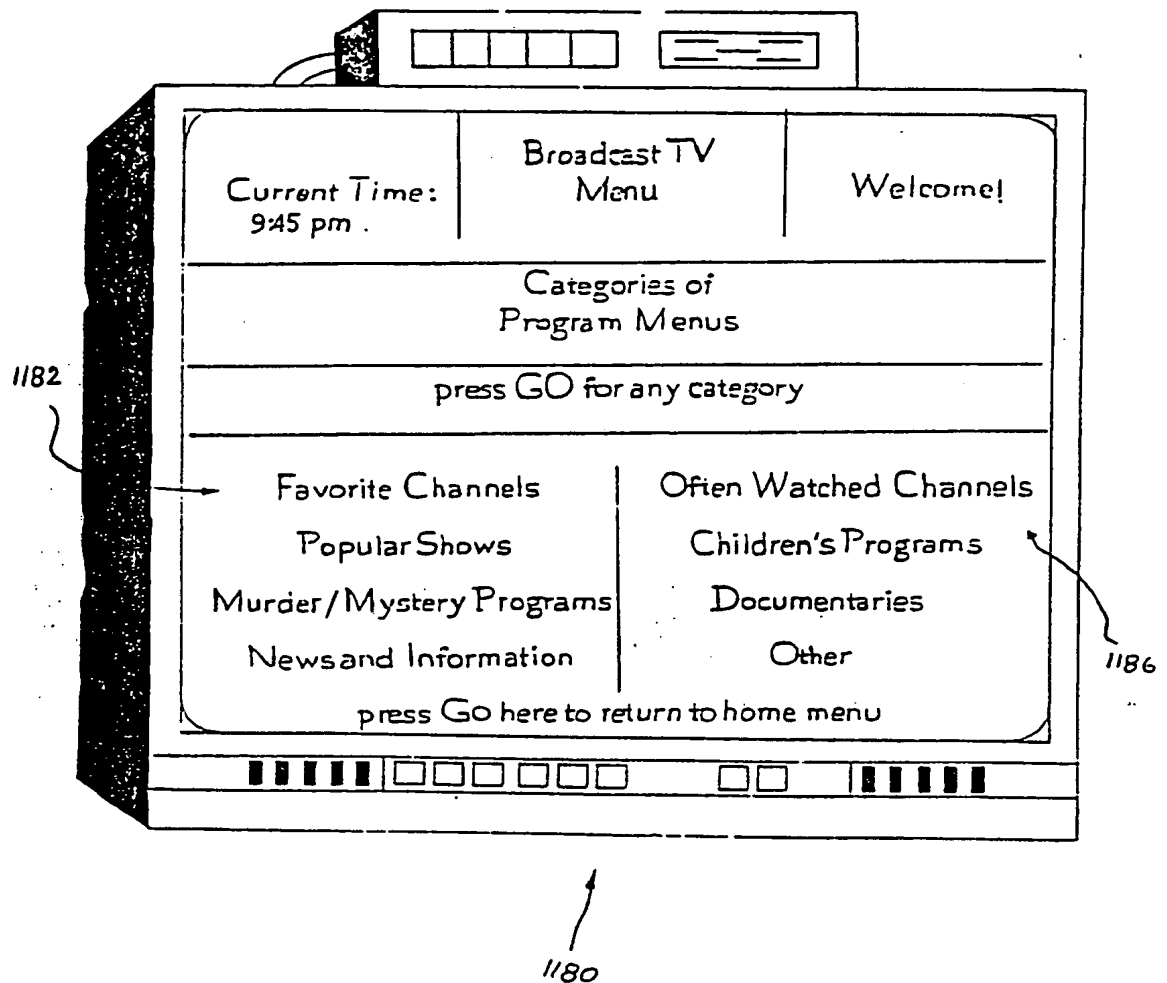 Current Time:
9:45 pm.
Broadcast TV
Menu
Welcome!
Categories of
Program Menus
press GO for any category
1182
Favorite Channels
Popular Shows
Murder/Mystery Programs
News and Information
Often Watched Channels
Children's Programs
Documentaries
Other
1186
press Go here to return to home menu
1180